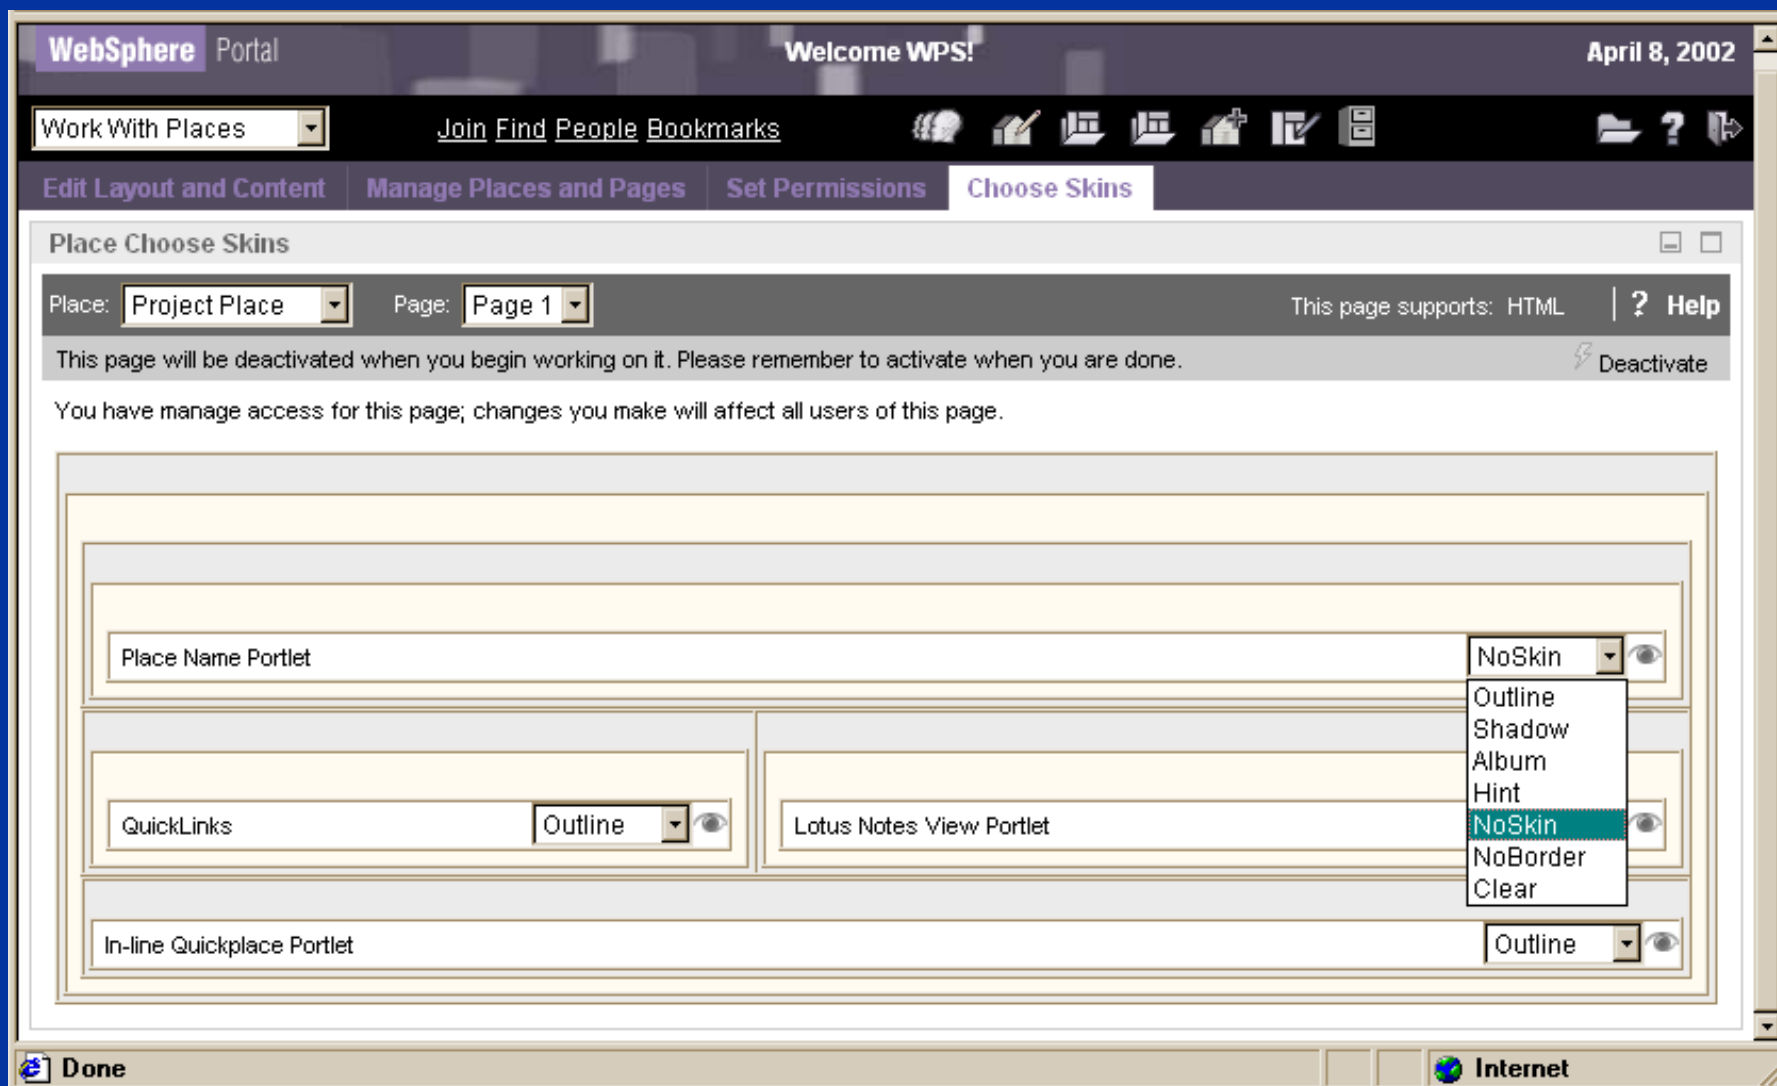 WebSphere Portal Welcome WPS! April 8, 2002
Work With Places Join Find People Bookmarks ?
Edit Layout and Content Manage Places and Pages Set Permissions Choose Skins
Place Choose Skins
Place: Project Place Page: Page 1 This page supports: HTML ? Help
This page will be deactivated when you begin working on it. Please remember to activate when you are done. Deactivate
You have manage access for this page; changes you make will affect all users of this page.
Place Name Portlet NoSkin
Outline
Shadow
Album
Hint
NoSkin
NoBorder
Clear
QuickLinks Outline Lotus Notes View Portlet
In-line Quickplace Portlet Outline
Done Internet